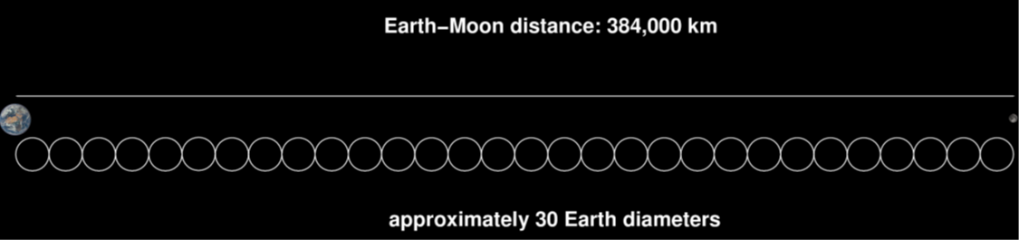 Earth–Moon distance: 384,000 km
approximately 30 Earth diameters